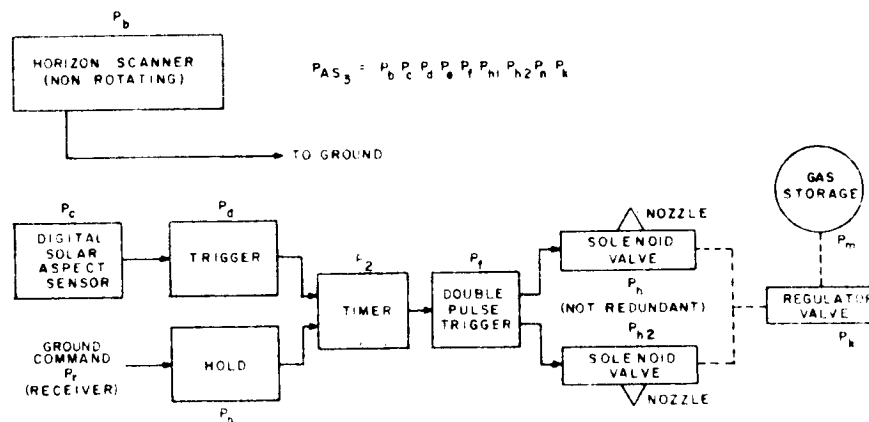 P_b
HORIZON SCANNER
(NON ROTATING)
P_AS3 = P_b P_c P_d P_e P_f P_h1 P_h2 P_n P_k
TO GROUND
GAS
STORAGE
P_m
P_c
DIGITAL
SOLAR
ASPECT
SENSOR
P_d
TRIGGER
P_2
TIMER
P_f
DOUBLE
PULSE
TRIGGER
NOZZLE
SOLENOID
VALVE
P_h
(NOT REDUNDANT)
P_h2
SOLENOID
VALVE
NOZZLE
REGULATOR
VALVE
P_k
GROUND
COMMAND
P_r
(RECEIVER)
HOLD
P_n